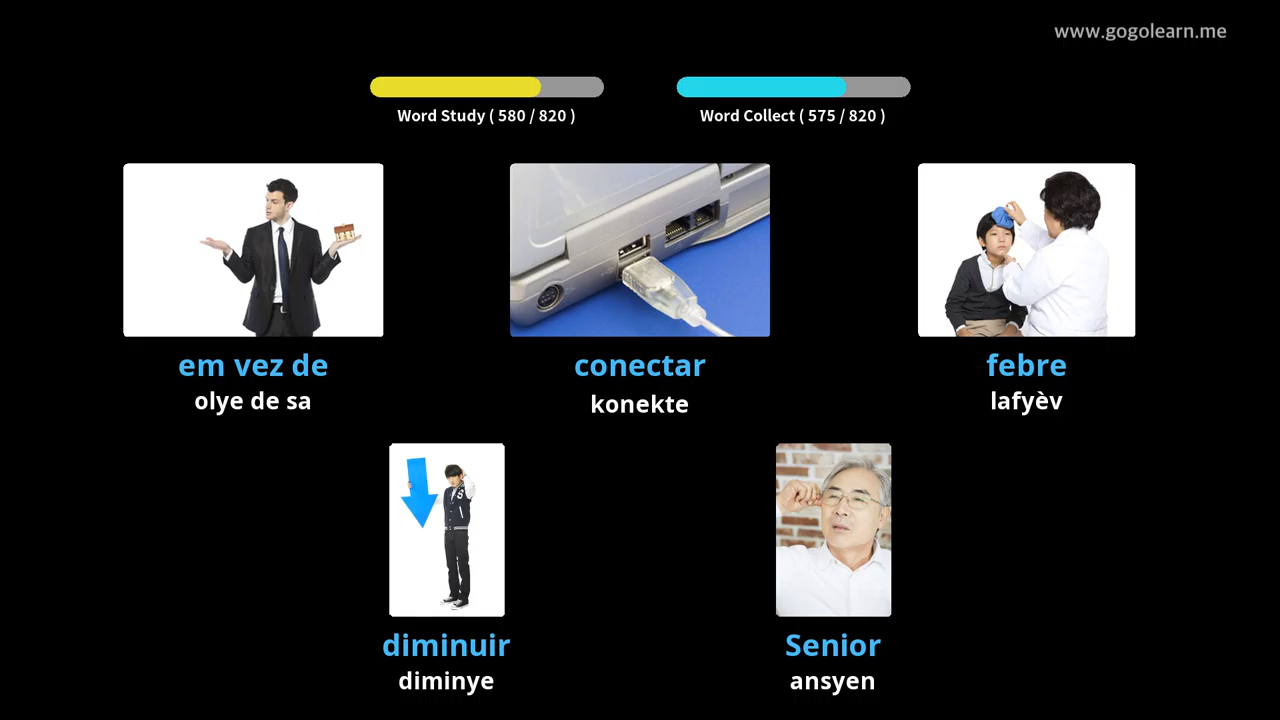 www.gogolearn.me
Word Study ( 580 / 820 )
Word Collect ( 575 / 820 )
em vez de
olye de sa
conectar
konekte
febre
lafyèv
diminuir
diminye
Senior
ansyen